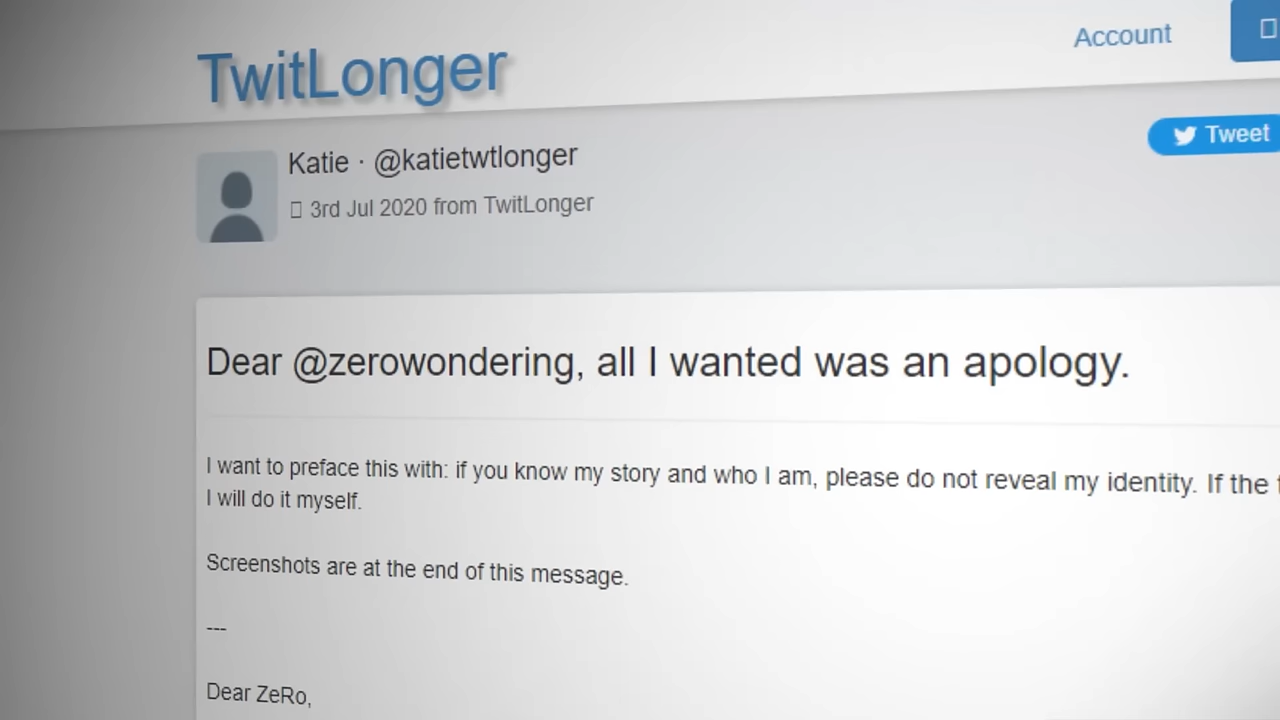 TwitLonger
Account
Katie · @katietwtlonger
Tweet
3rd Jul 2020 from TwitLonger
Dear @zerowondering, all I wanted was an apology.
I want to preface this with: if you know my story and who I am, please do not reveal my identity. If the
I will do it myself.
Screenshots are at the end of this message.
---
Dear ZeRo,